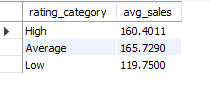 rating_category avg_sales
High 160.4011
Average 165.7290
Low 119.7500